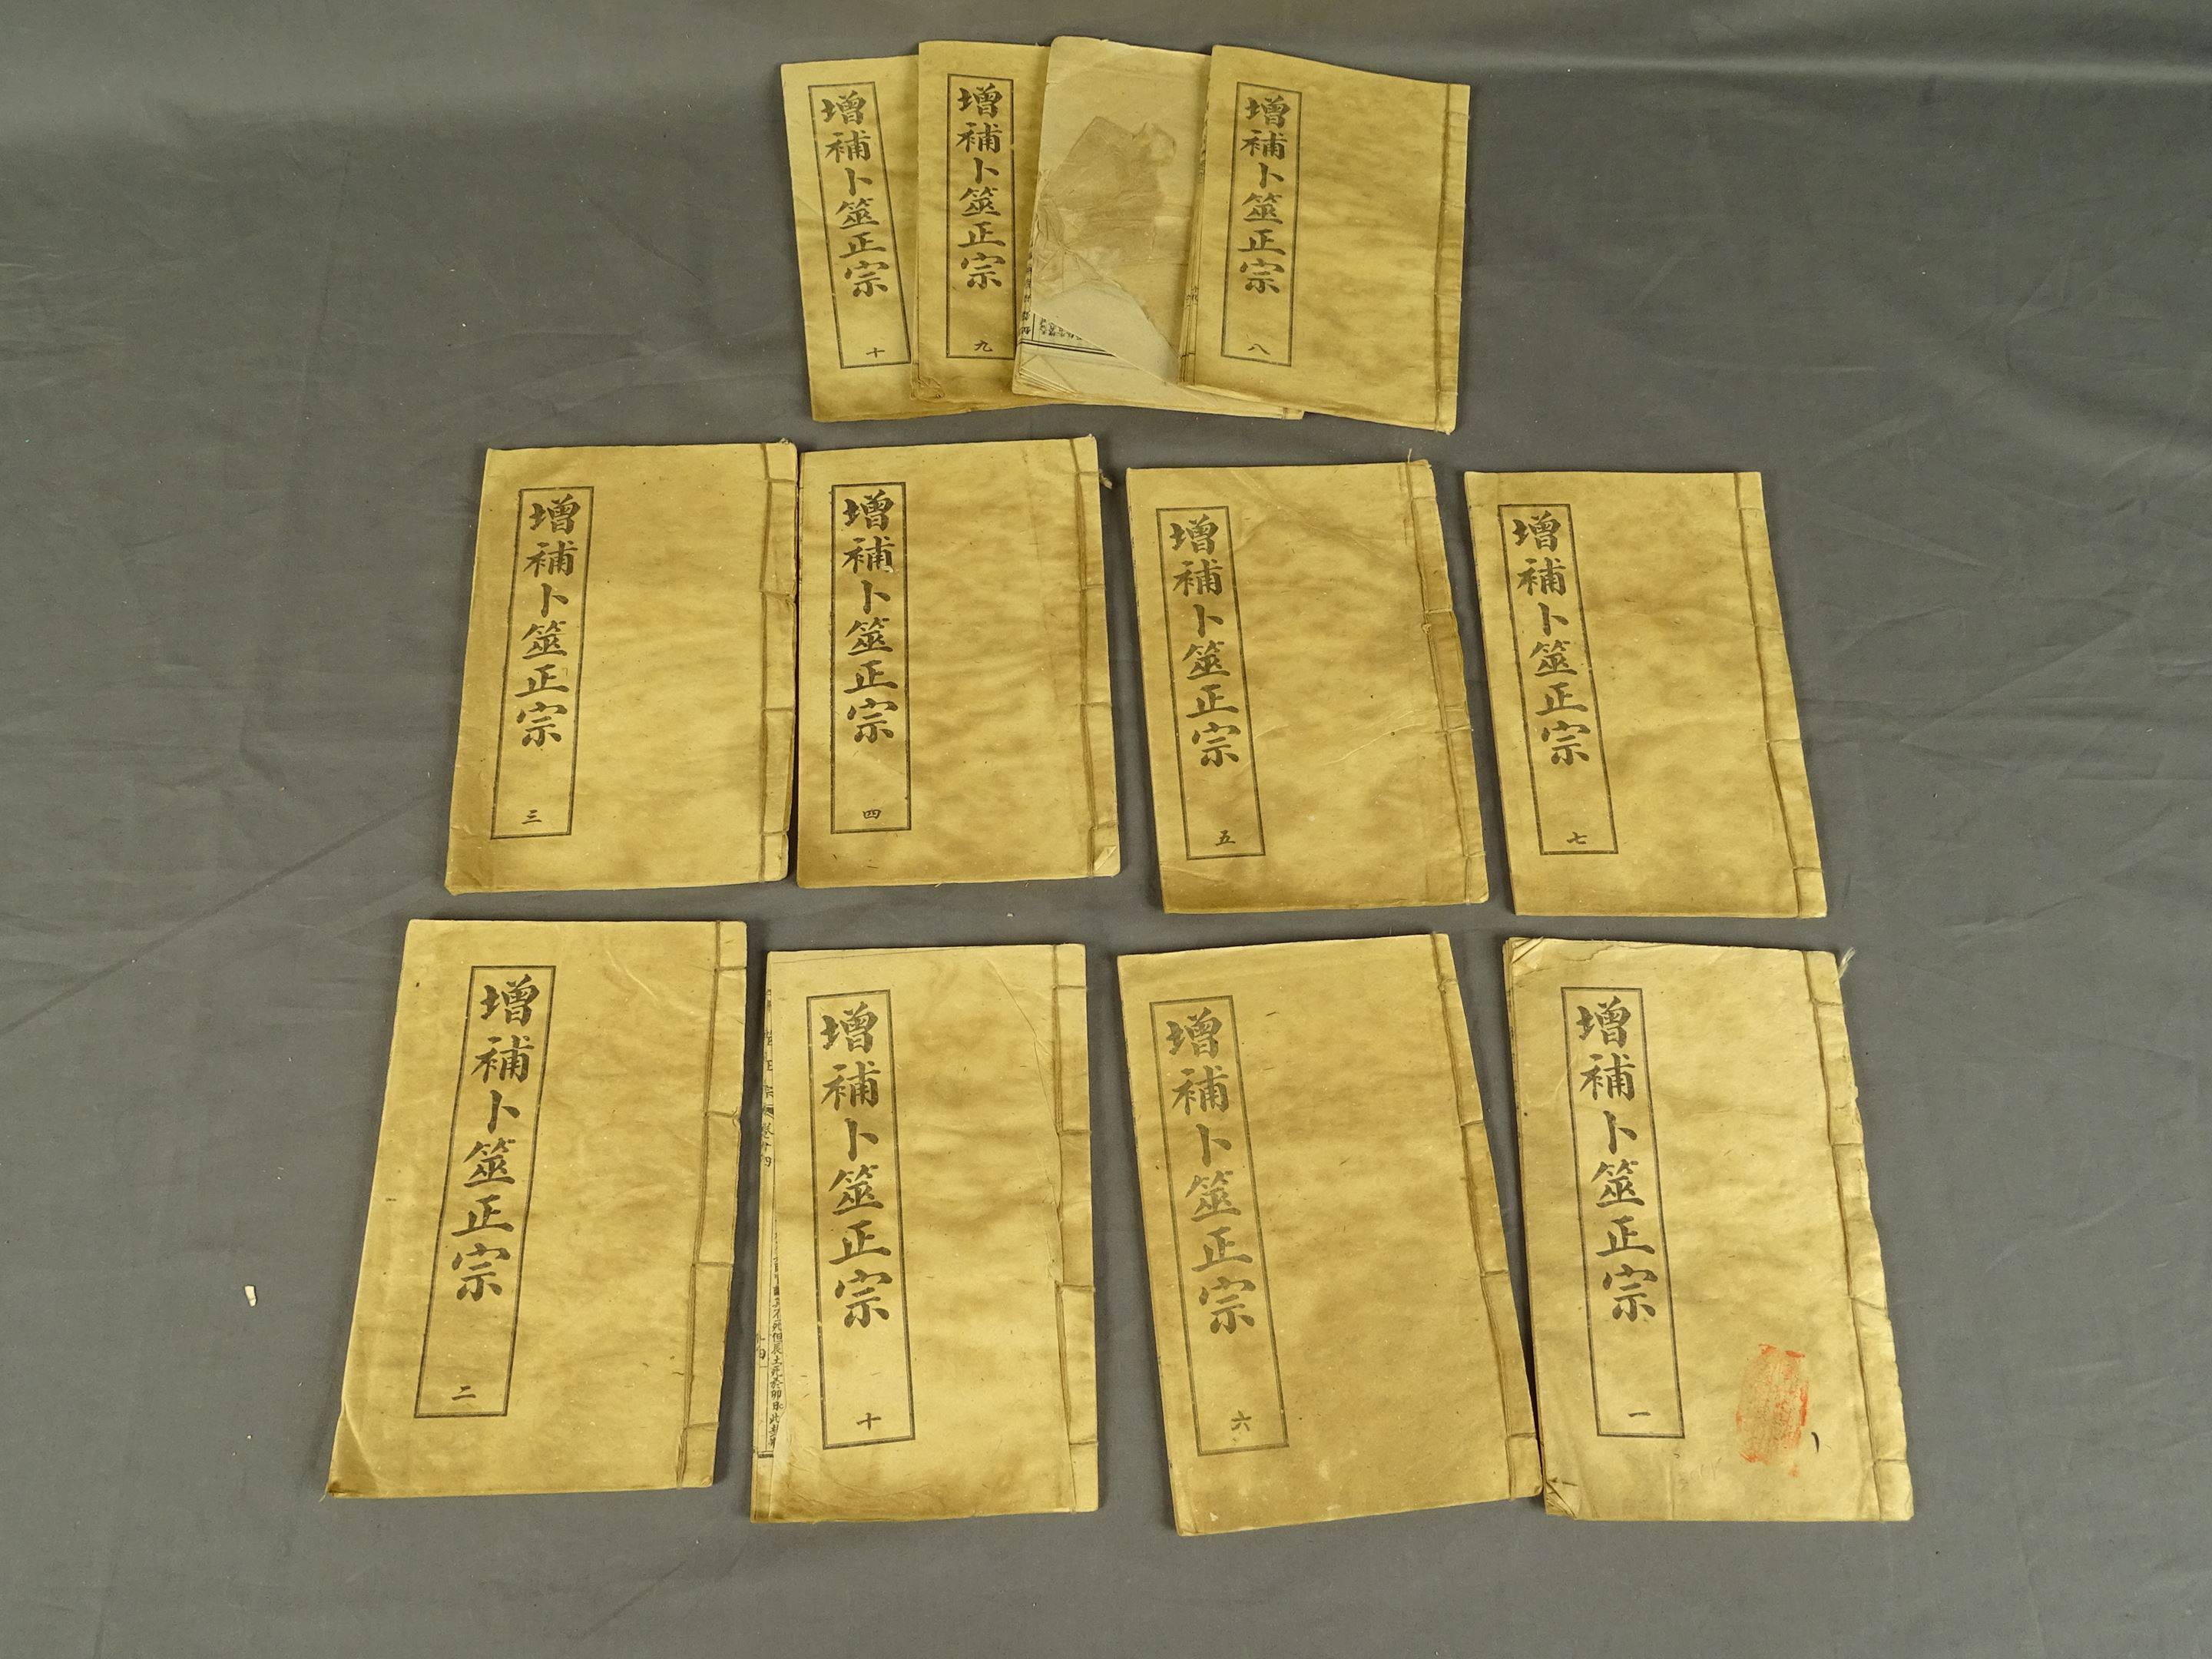 增補卜筮正宗 十
增補卜筮正宗 九
增補卜筮正宗 八
增補卜筮正宗 三
增補卜筮正宗 四
增補卜筮正宗 五
增補卜筮正宗 七
增補卜筮正宗 二
增補卜筮正宗 十
增補卜筮正宗 六
增補卜筮正宗 一